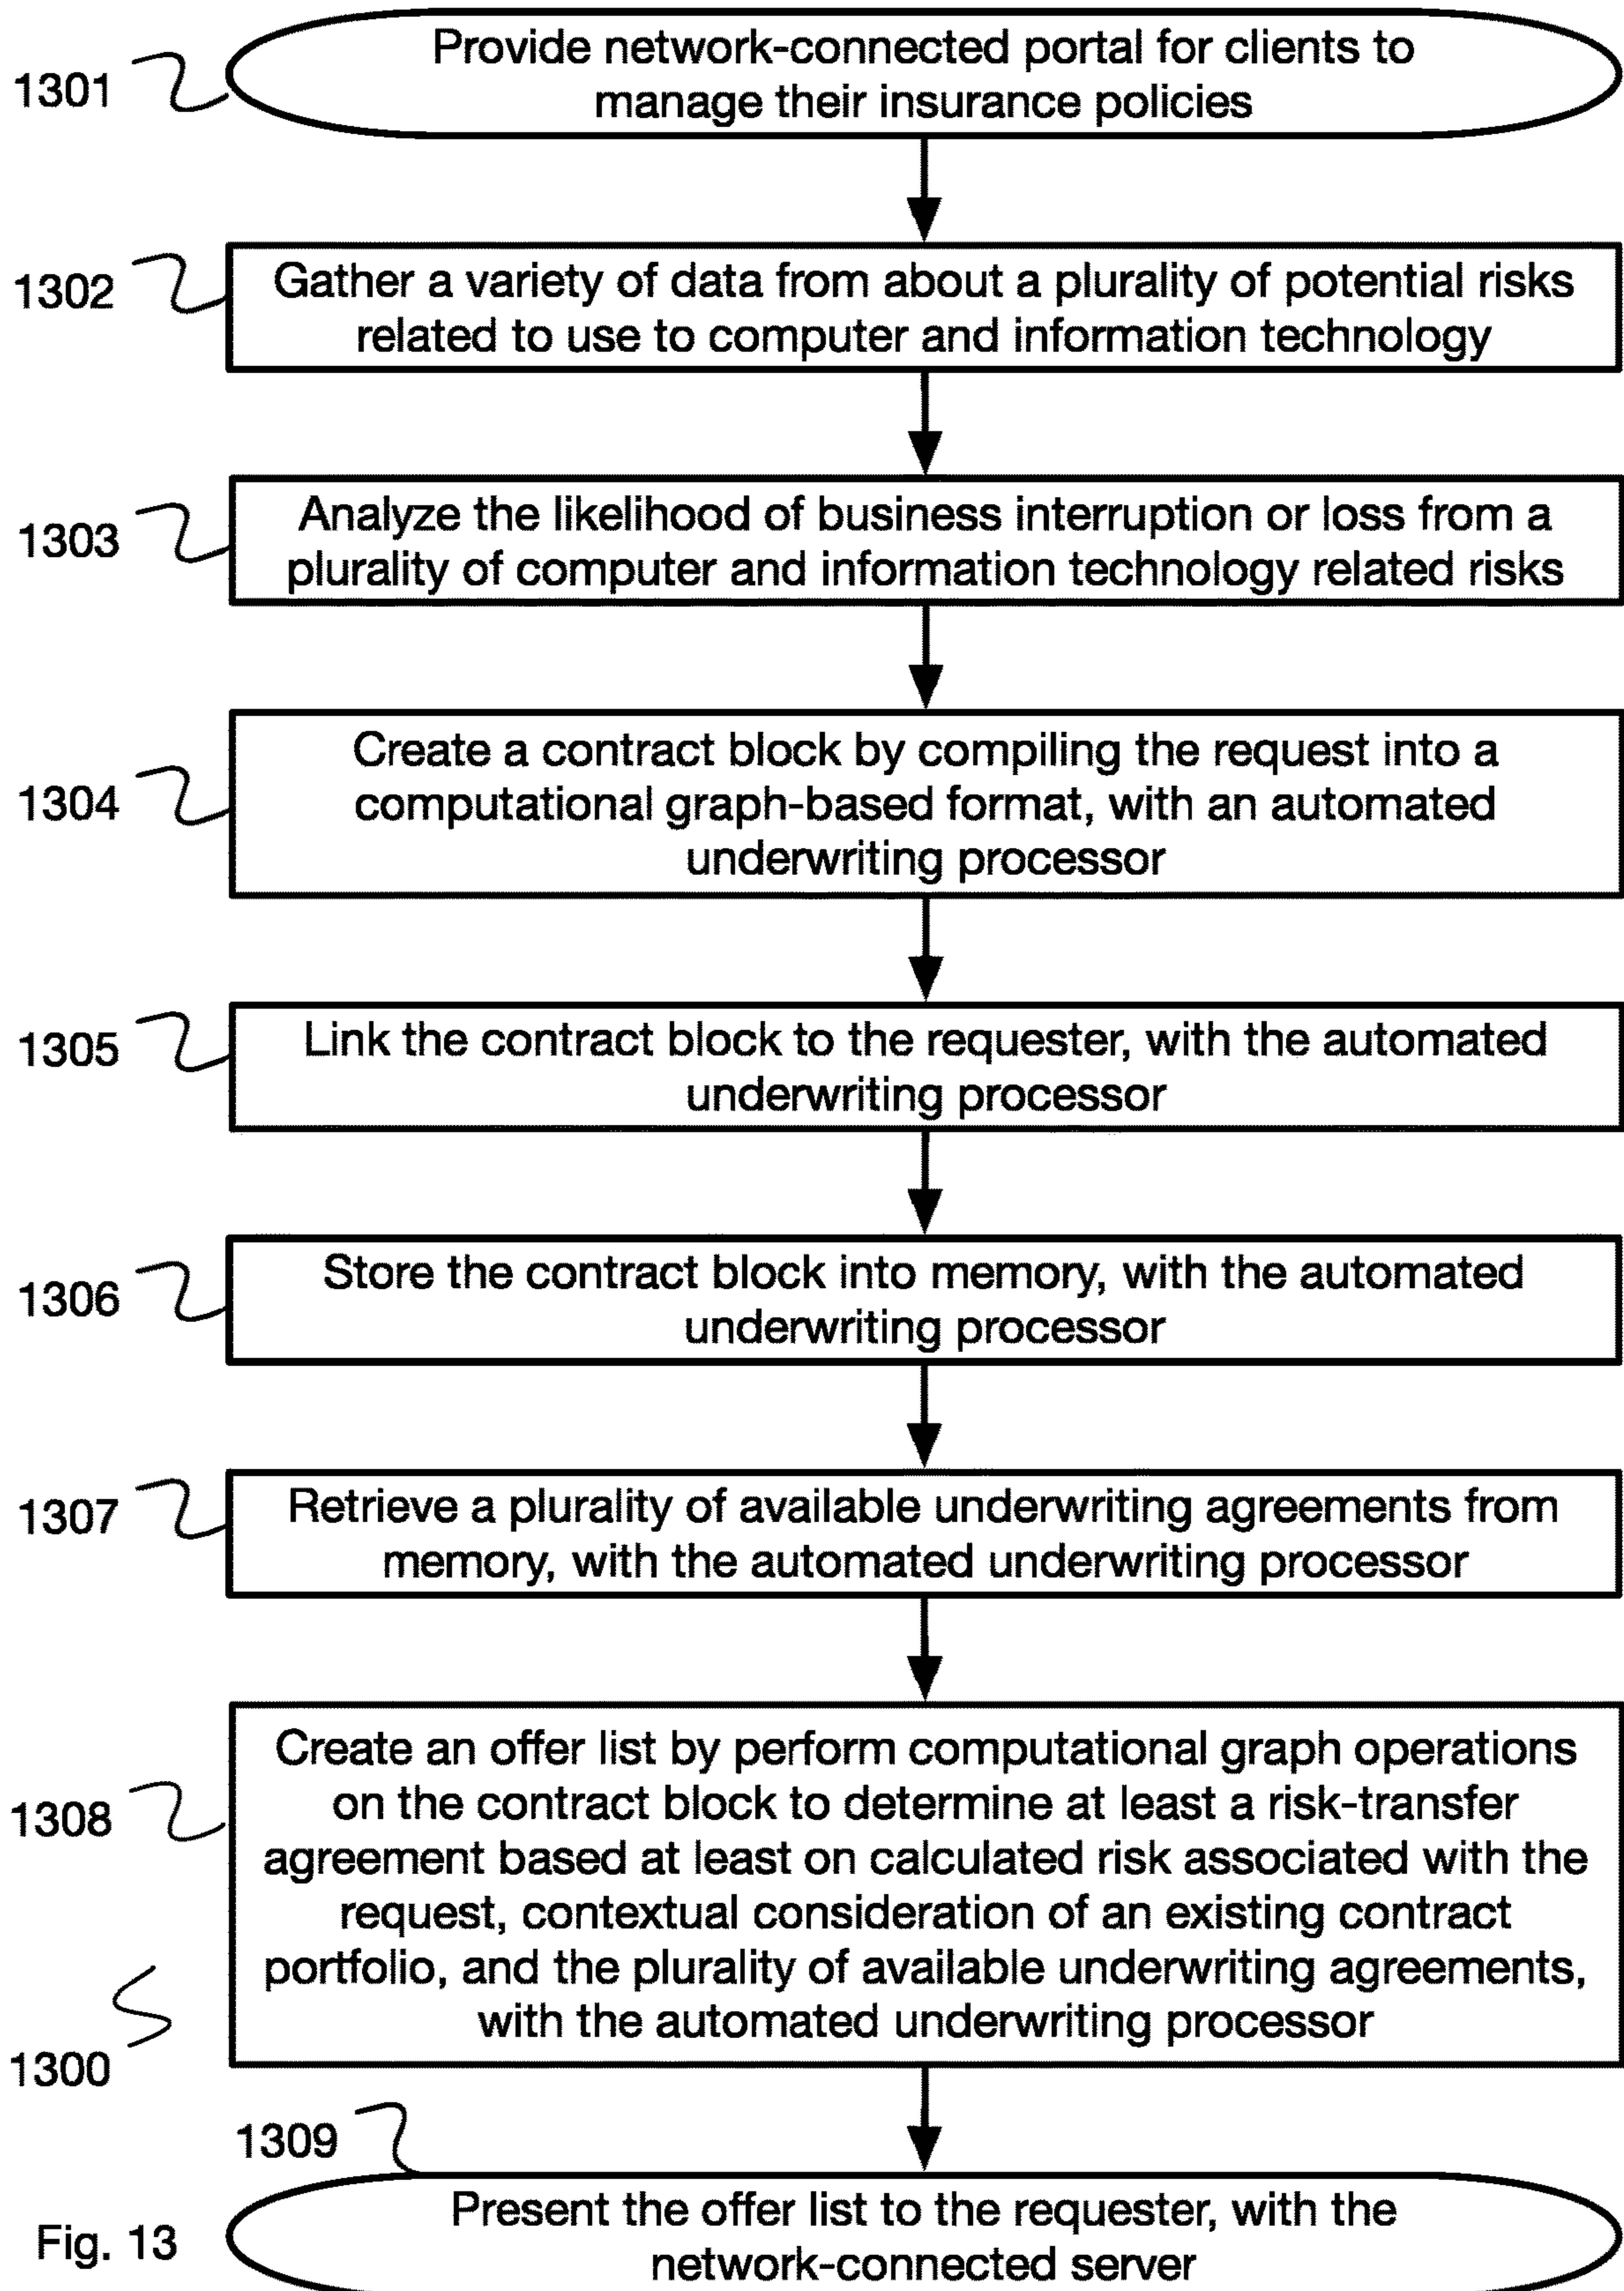 Provide network-connected portal for clients to
manage their insurance policies
1301
Gather a variety of data from about a plurality of potential risks
related to use to computer and information technology
1302
Analyze the likelihood of business interruption or loss from a
plurality of computer and information technology related risks
1303
Create a contract block by compiling the request into a
computational graph-based format, with an automated
underwriting processor
1304
Link the contract block to the requester, with the automated
underwriting processor
1305
Store the contract block into memory, with the automated
underwriting processor
1306
Retrieve a plurality of available underwriting agreements from
memory, with the automated underwriting processor
1307
Create an offer list by perform computational graph operations
on the contract block to determine at least a risk-transfer
agreement based at least on calculated risk associated with the
request, contextual consideration of an existing contract
portfolio, and the plurality of available underwriting agreements,
with the automated underwriting processor
1308
1300
1309
Present the offer list to the requester, with the
network-connected server
Fig. 13